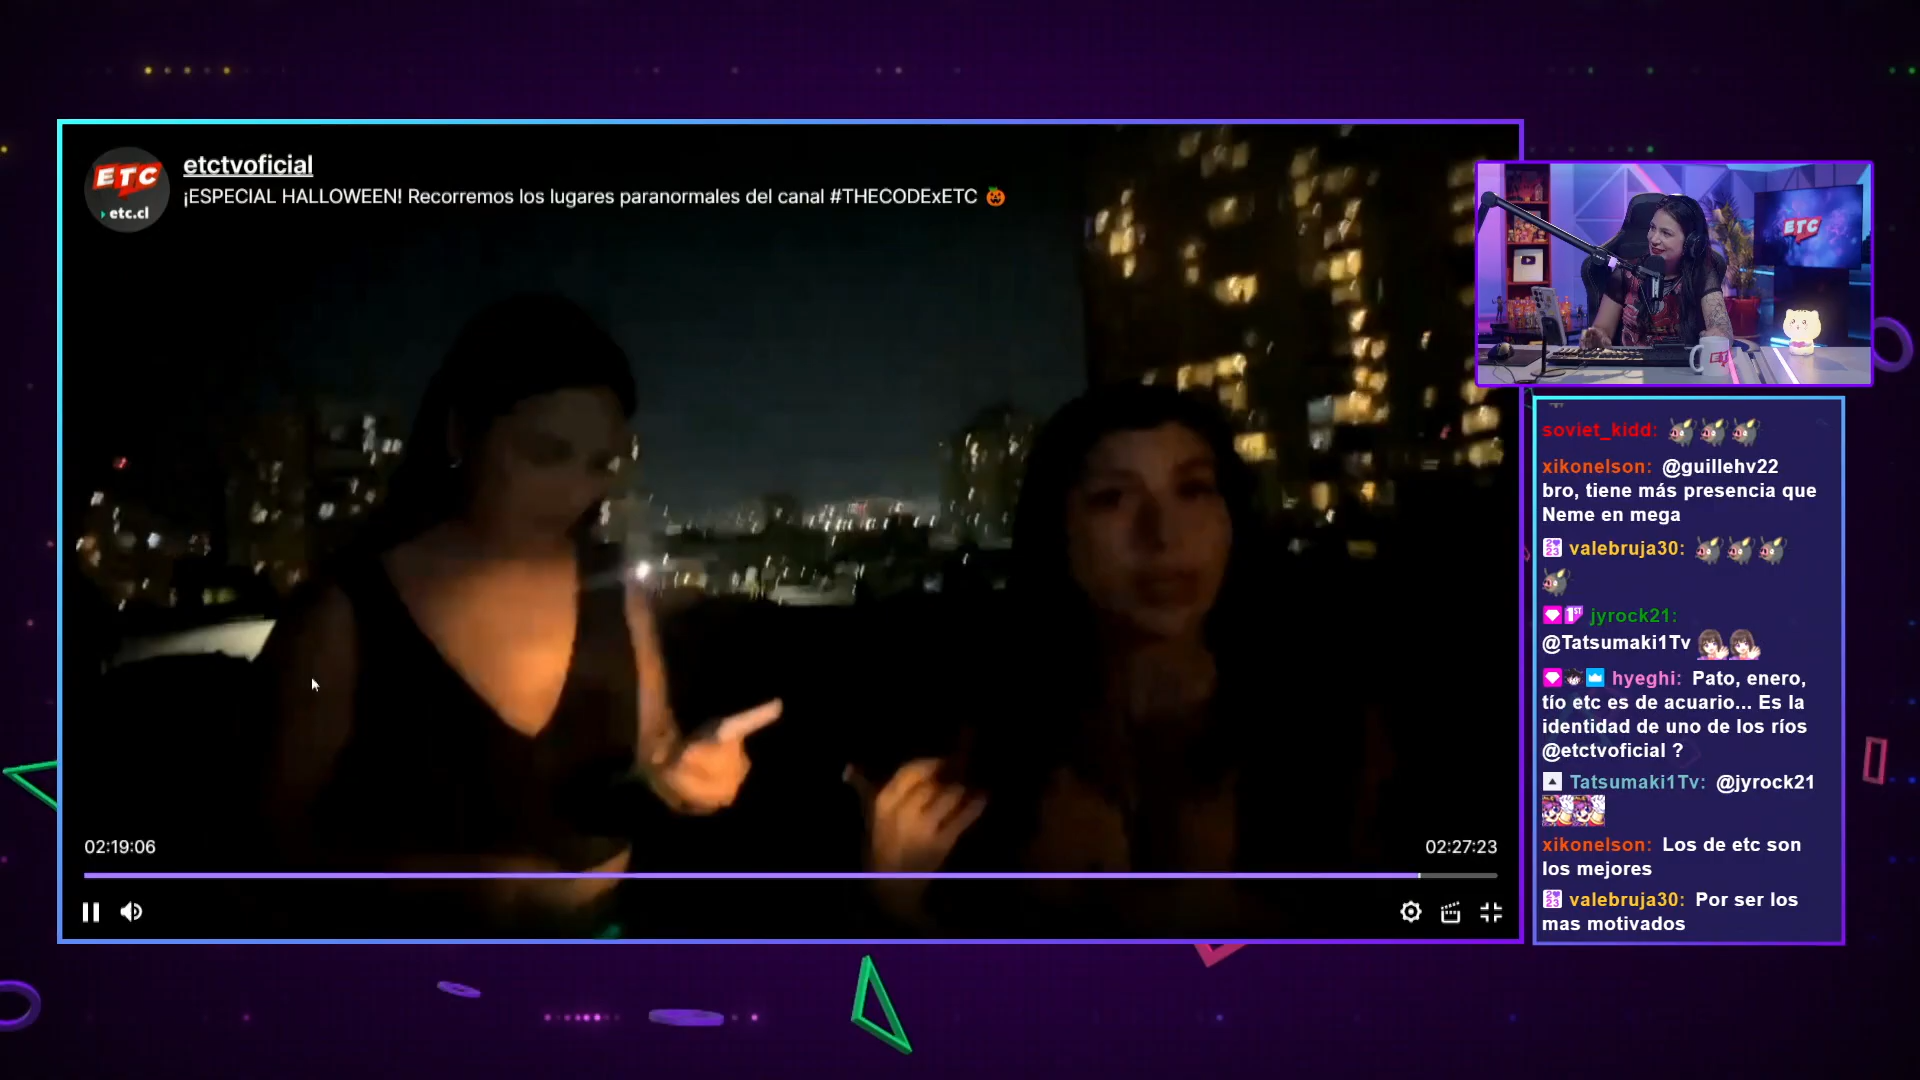 ETC
etc.cl
etctvoficial
¡ESPECIAL HALLOWEEN! Recorremos los lugares paranormales del canal #THECODExETC 🎃
ETC
soviet_kidd:
xikonelson: @guillehv22
bro, tiene más presencia que
Neme en mega
valebruja30:
jyrock21:
@Tatsumaki1Tv
hyeghi: Pato, enero,
tío etc es de acuario... Es la
identidad de uno de los ríos
@etctvoficial ?
Tatsumaki1Tv: @jyrock21
xikonelson: Los de etc son
los mejores
valebruja30: Por ser los
mas motivados
02:19:06
02:27:23